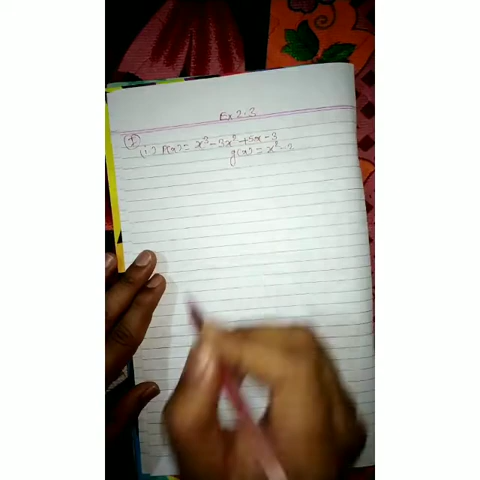 Ex 2.3
① (i) P(x) = x³ - 3x² + 5x - 3
g(x) = x² - 2